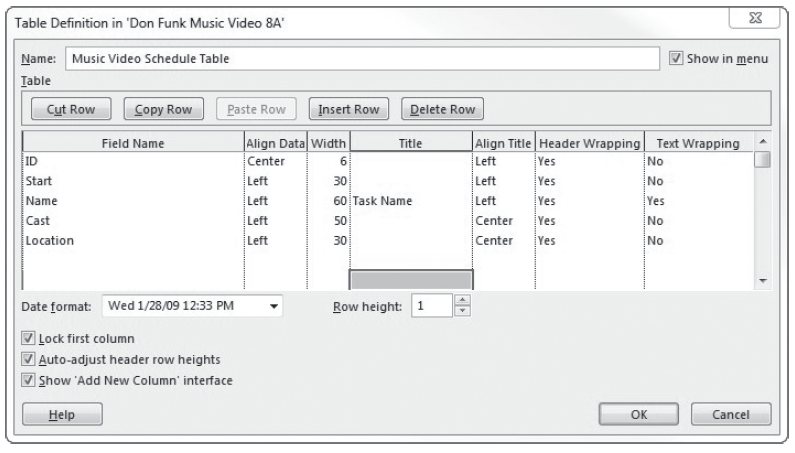 Table Definition in 'Don Funk Music Video 8A'
Name: Music Video Schedule Table
Show in menu
Table
Cut Row Copy Row Paste Row Insert Row Delete Row
Field Name Align Data Width Title Align Title Header Wrapping Text Wrapping
ID Center 6 Left Yes No
Start Left 30 Left Yes No
Name Left 60 Task Name Left Yes Yes
Cast Left 50 Center Yes No
Location Left 30 Center Yes No
Date format: Wed 1/28/09 12:33 PM Row height: 1
Lock first column
Auto-adjust header row heights
Show 'Add New Column' interface
Help OK Cancel